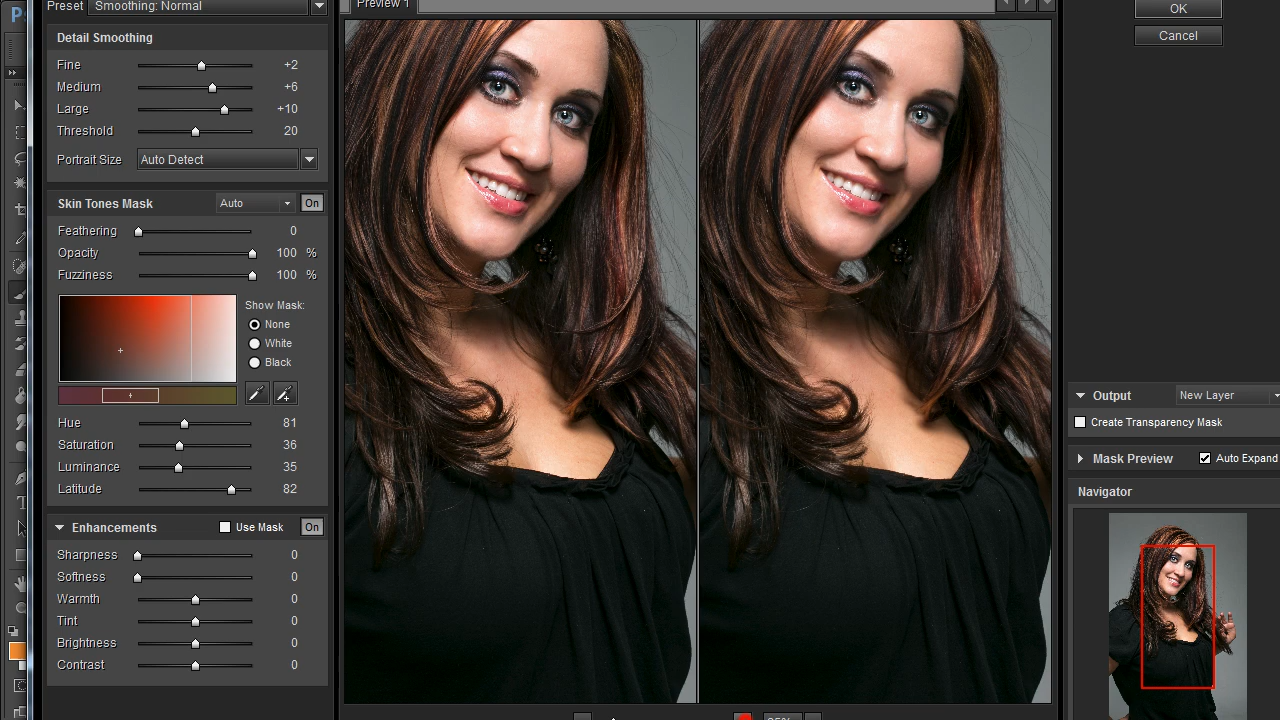 Preset Smoothing: Normal
Preview 1
OK
Cancel
Detail Smoothing
Fine +2
Medium +6
Large +10
Threshold 20
Portrait Size Auto Detect
Skin Tones Mask Auto On
Feathering 0
Opacity 100 %
Fuzziness 100 %
Show Mask:
None
White
Black
Hue 81
Saturation 36
Luminance 35
Latitude 82
Enhancements Use Mask On
Sharpness 0
Softness 0
Warmth 0
Tint 0
Brightness 0
Contrast 0
Output New Layer
Create Transparency Mask
Mask Preview Auto Expand
Navigator